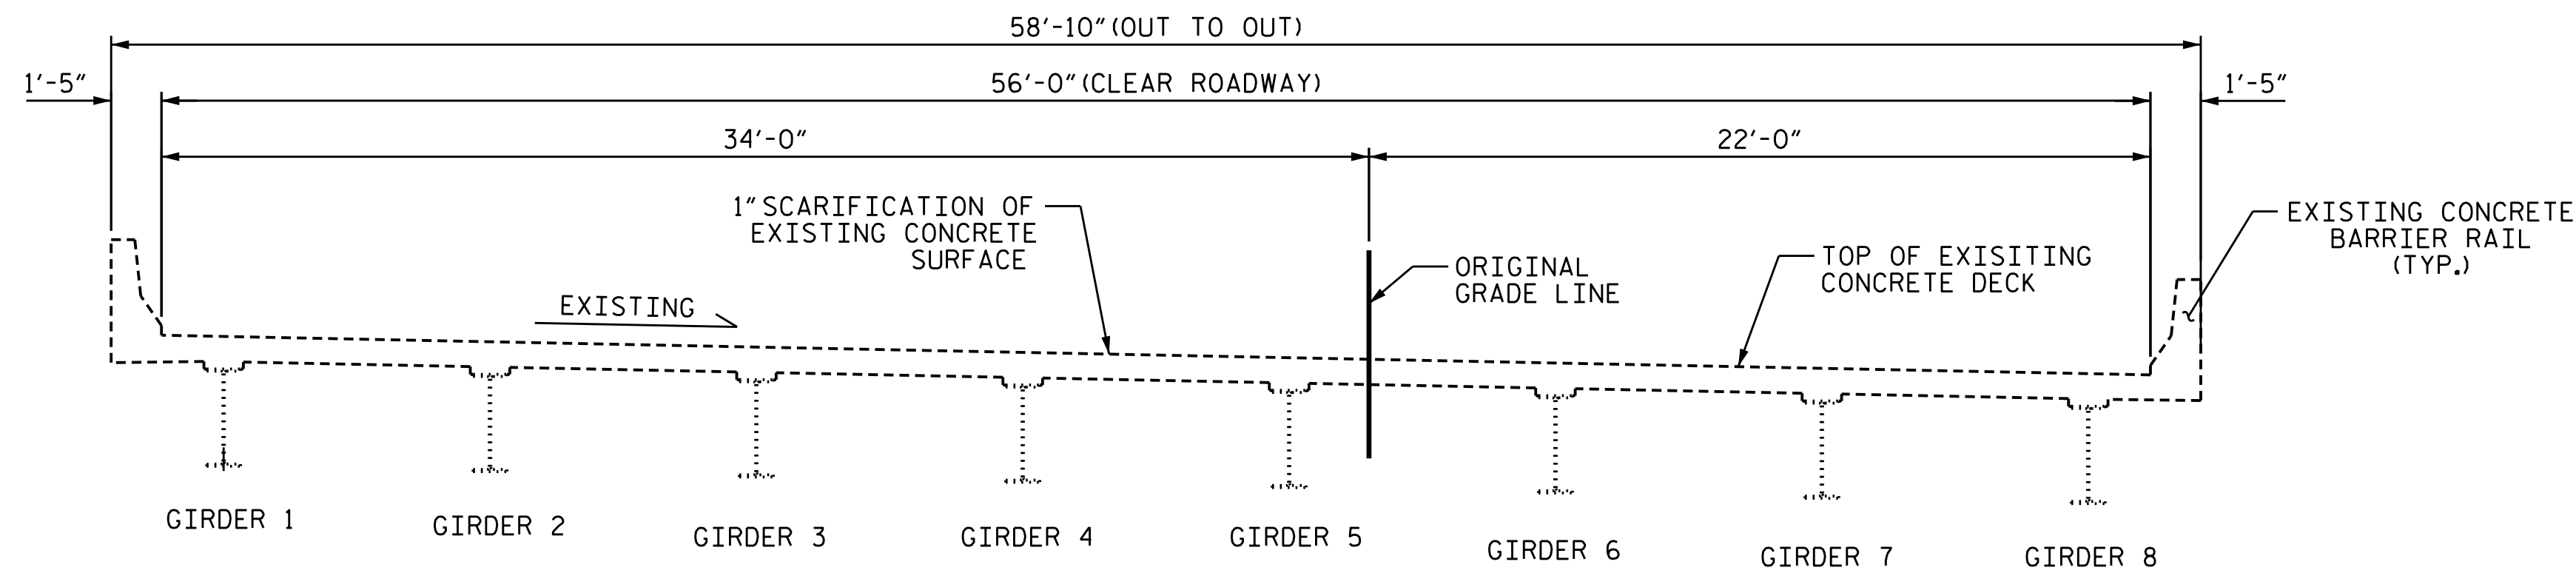 58'-10" (OUT TO OUT)
1'-5"
56'-0" (CLEAR ROADWAY)
1'-5"
34'-0"
22'-0"
1" SCARIFICATION OF
EXISTING CONCRETE
SURFACE
EXISTING
ORIGINAL
GRADE LINE
TOP OF EXISITING
CONCRETE DECK
EXISTING CONCRETE
BARRIER RAIL
(TYP.)
GIRDER 1
GIRDER 2
GIRDER 3
GIRDER 4
GIRDER 5
GIRDER 6
GIRDER 7
GIRDER 8